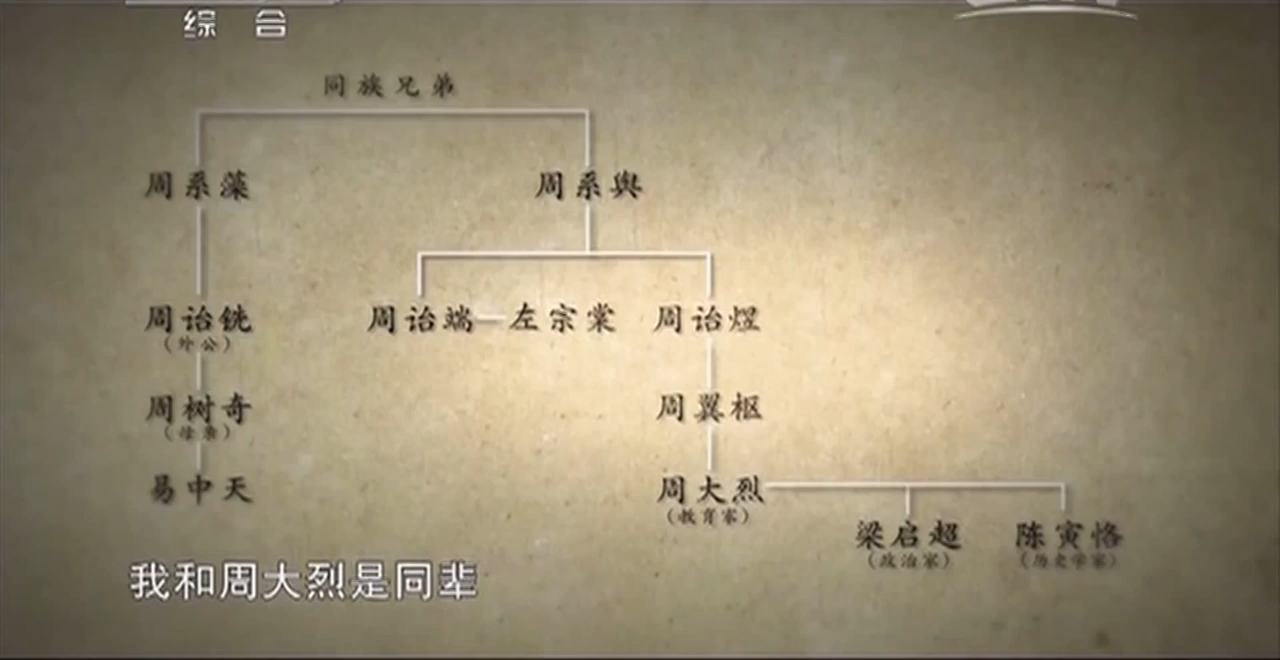 综合
同族兄弟
周系藻 周系舆
周诒铣 周诒端 左宗棠 周诒煜
（外公）
周树奇 周翼枢
（母亲）
易中天 周大烈
（教育家）
梁启超 陈寅恪
（政治家） （历史学家）
我和周大烈是同辈